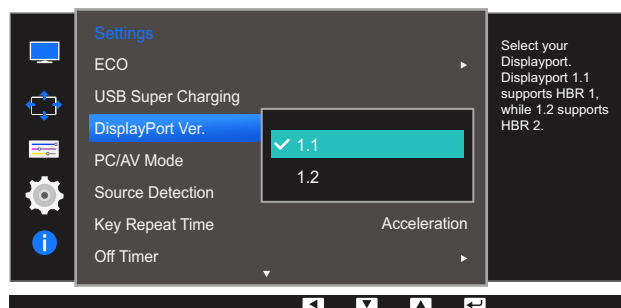 Settings
ECO
USB Super Charging
DisplayPort Ver.
1.1
1.2
PC/AV Mode
Source Detection
Key Repeat Time Acceleration
Off Timer
Select your
Displayport.
Displayport 1.1
supports HBR 1,
while 1.2 supports
HBR 2.